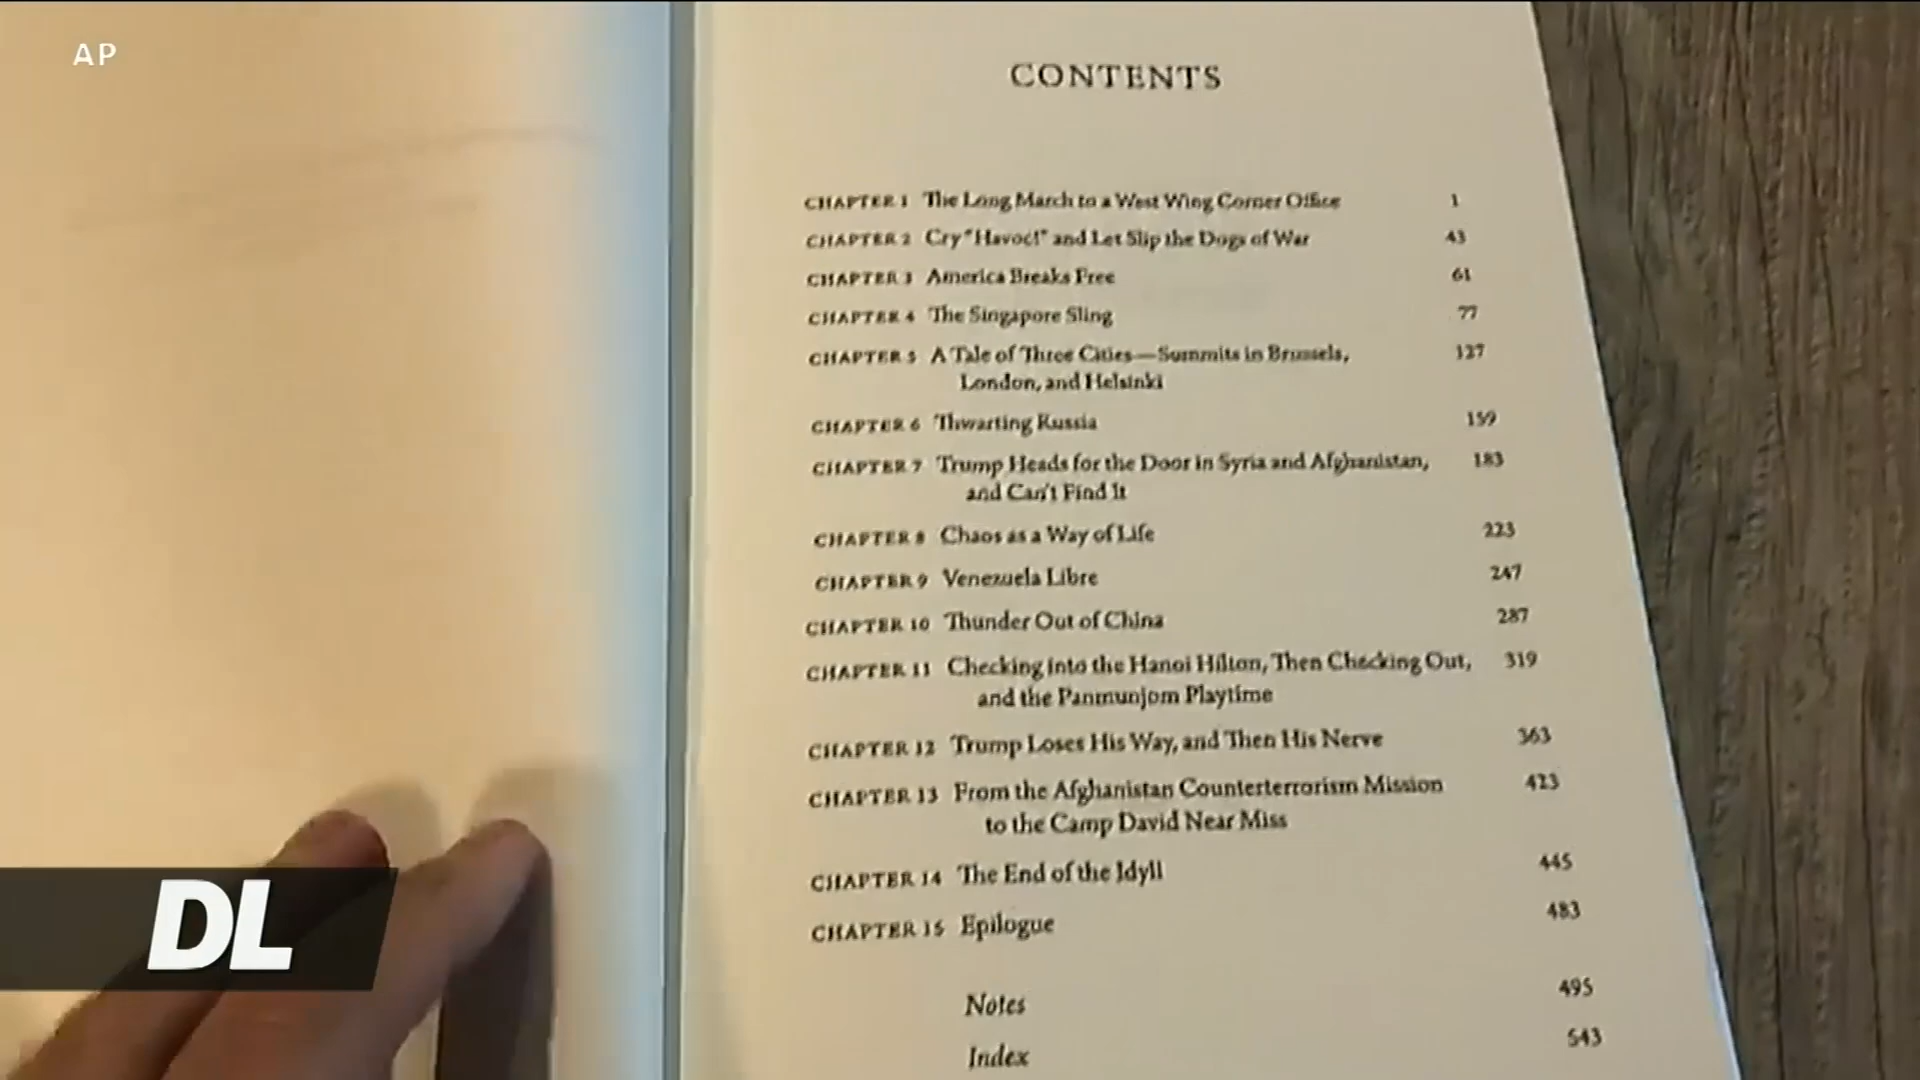 AP
CONTENTS
CHAPTER 1 The Long March to a West Wing Corner Office 1
CHAPTER 2 Cry "Havoc!" and Let Slip the Dogs of War 43
CHAPTER 3 America Breaks Free 61
CHAPTER 4 The Singapore Sling 77
CHAPTER 5 A Tale of Three Cities—Summits in Brussels, 127
London, and Helsinki
CHAPTER 6 Thwarting Russia 159
CHAPTER 7 Trump Heads for the Door in Syria and Afghanistan, 183
and Can't Find It
CHAPTER 8 Chaos as a Way of Life 223
CHAPTER 9 Venezuela Libre 247
CHAPTER 10 Thunder Out of China 287
CHAPTER 11 Checking into the Hanoi Hilton, Then Checking Out, 319
and the Panmunjom Playtime
CHAPTER 12 Trump Loses His Way, and Then His Nerve 363
CHAPTER 13 From the Afghanistan Counterterrorism Mission 423
to the Camp David Near Miss
CHAPTER 14 The End of the Idyll 445
CHAPTER 15 Epilogue 483
Notes 495
Index 543
DL